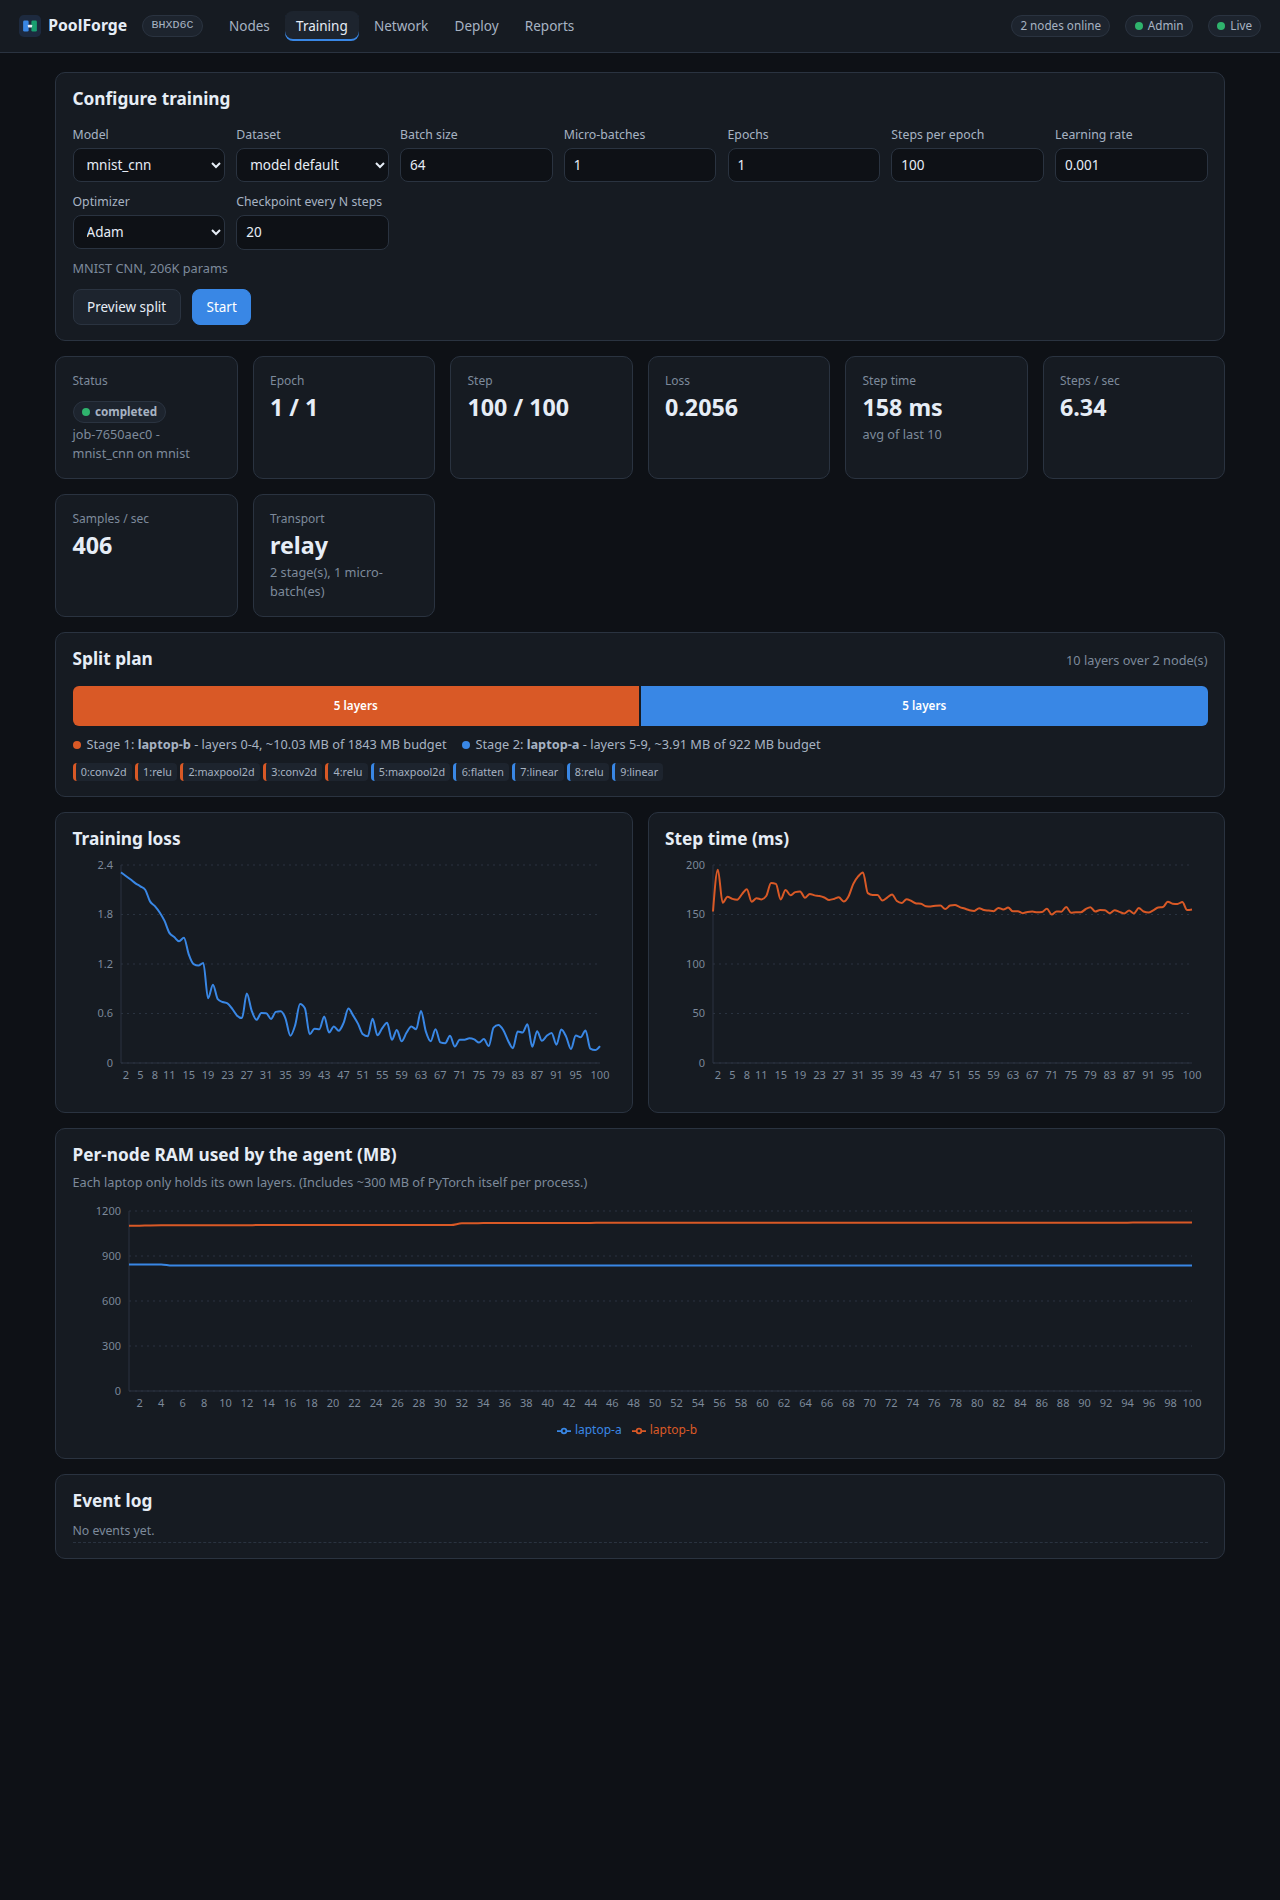 PoolForge BHXD6C Nodes Training Network Deploy Reports 2 nodes online Admin Live
Configure training
Model Dataset Batch size Micro-batches Epochs Steps per epoch Learning rate
mnist_cnn model default 64 1 1 100 0.001
Optimizer Checkpoint every N steps
Adam 20
MNIST CNN, 206K params
Preview split Start
Status
completed
job-7650aec0 -
mnist_cnn on mnist
Epoch
1 / 1
Step
100 / 100
Loss
0.2056
Step time
158 ms
avg of last 10
Steps / sec
6.34
Samples / sec
406
Transport
relay
2 stage(s), 1 micro-
batch(es)
Split plan 10 layers over 2 node(s)
5 layers 5 layers
Stage 1: laptop-b - layers 0-4, ~10.03 MB of 1843 MB budget Stage 2: laptop-a - layers 5-9, ~3.91 MB of 922 MB budget
0:conv2d 1:relu 2:maxpool2d 3:conv2d 4:relu 5:maxpool2d 6:flatten 7:linear 8:relu 9:linear
Training loss
2.4
1.8
1.2
0.6
0
2 5 8 11 15 19 23 27 31 35 39 43 47 51 55 59 63 67 71 75 79 83 87 91 95 100
Step time (ms)
200
150
100
50
0
2 5 8 11 15 19 23 27 31 35 39 43 47 51 55 59 63 67 71 75 79 83 87 91 95 100
Per-node RAM used by the agent (MB)
Each laptop only holds its own layers. (Includes ~300 MB of PyTorch itself per process.)
1200
900
600
300
0
2 4 6 8 10 12 14 16 18 20 22 24 26 28 30 32 34 36 38 40 42 44 46 48 50 52 54 56 58 60 62 64 66 68 70 72 74 76 78 80 82 84 86 88 90 92 94 96 98 100
laptop-a laptop-b
Event log
No events yet.